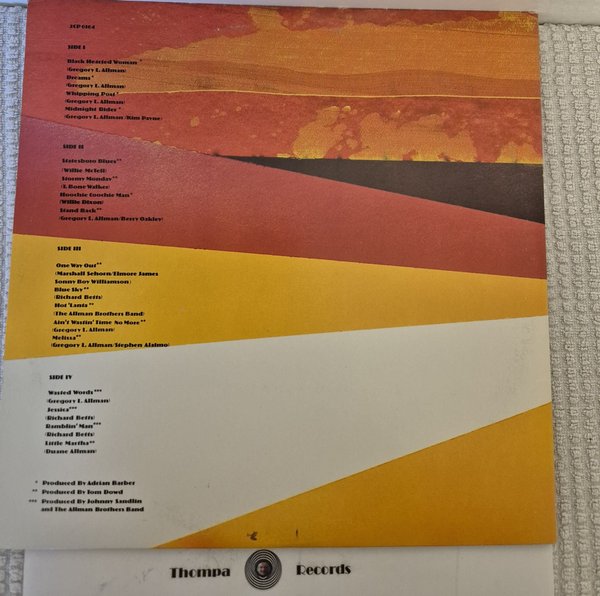 2CP 0164
SIDE I
Black Hearted Woman*
(Gregory L. Allman)
Dreams*
(Gregory L. Allman)
Whipping Post*
(Gregory L. Allman)
Midnight Rider*
(Gregory L. Allman/Kim Payne)
SIDE II
Statesboro Blues**
(Willie McTell)
Stormy Monday**
(T. Bone Walker)
Hoochie Coochie Man*
(Willie Dixon)
Stand Back**
(Gregory L. Allman/Berry Oakley)
SIDE III
One Way Out**
(Marshall Sehorn/Elmore James
Sonny Boy Williamson)
Blue Sky**
(Richard Betts)
Hot 'Lanta**
(The Allman Brothers Band)
Ain't Wastin' Time No More**
(Gregory L. Allman)
Melissa**
(Gregory L. Allman/Stephen Alaimo)
SIDE IV
Wasted Words***
(Gregory L. Allman)
Jessica***
(Richard Betts)
Ramblin' Man***
(Richard Betts)
Little Martha**
(Duane Allman)
* Produced By Adrian Barber
** Produced By Tom Dowd
*** Produced By Johnny Sandlin
and The Allman Brothers Band
Thompa Records